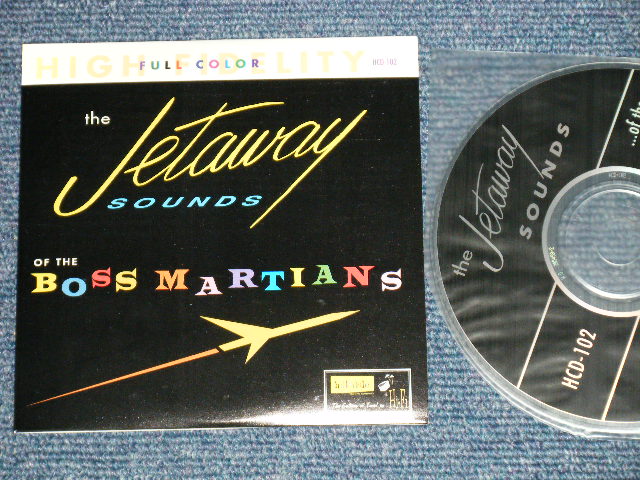 HIGH FIDELITY
FULL COLOR
HCD-102
the
Jetaway
SOUNDS
OF THE
BOSS MARTIANS
the Jetaway
SOUNDS
...of th
HCD-102